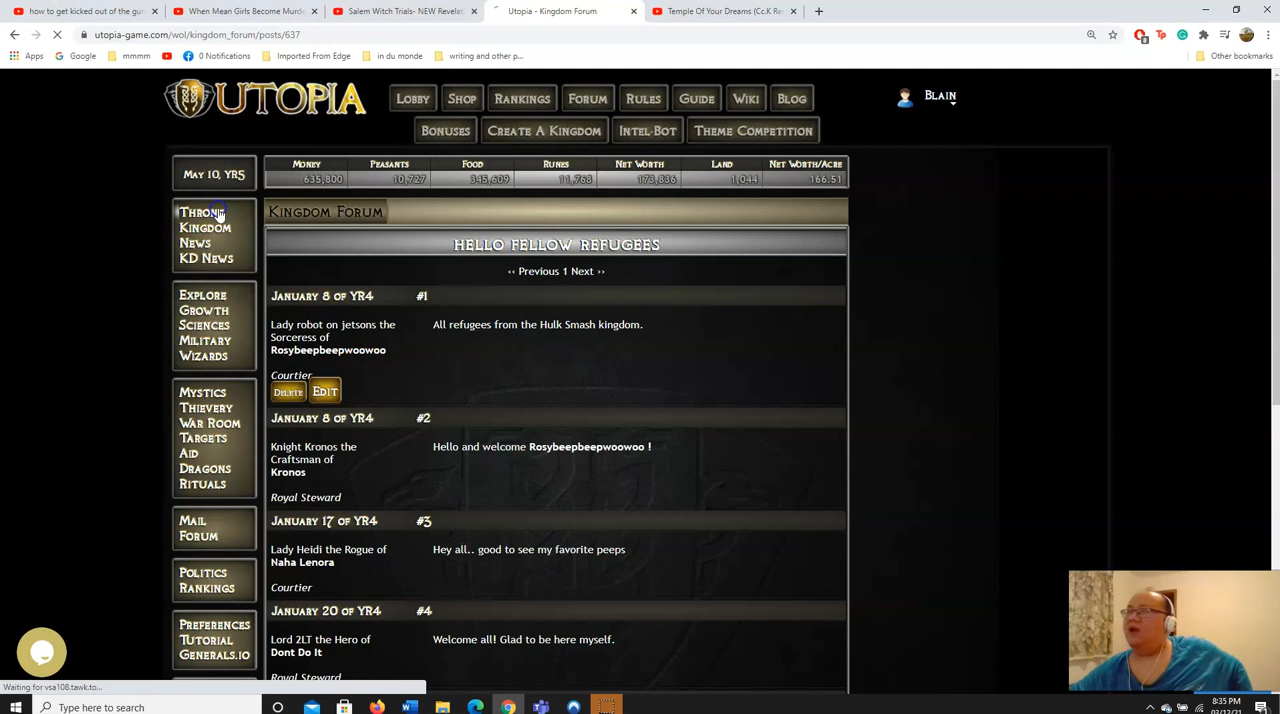 how to get kicked out of the gu
When Mean Girls Become Murde
Salem Witch Trials- NEW Revelat
Utopia - Kingdom Forum
Temple Of Your Dreams (Cc.K Re
utopia-game.com/wol/kingdom_forum/posts/637
Apps
Google
mmmm
0 Notifications
Imported From Edge
in du monde
writing and other p...
Other bookmarks
UTOPIA
Lobby
Shop
Rankings
Forum
Rules
Guide
Wiki
Blog
Blain
Bonuses
Create A Kingdom
Intel-Bot
Theme Competition
May 10, YR5
Money
Peasants
Food
Runes
Net Worth
Land
Net Worth/Acre
635,800
10,727
345,609
11,768
173,836
1,044
166.51
Throne
Kingdom
News
KD News
Explore
Growth
Sciences
Military
Wizards
Mystics
Thievery
War Room
Targets
Aid
Dragons
Rituals
Mail
Forum
Politics
Rankings
Preferences
Tutorial
Generals.io
Kingdom Forum
HELLO FELLOW REFUGEES
‹‹ Previous 1 Next ››
January 8 of YR4 #1
Lady robot on jetsons the
Sorceress of
Rosybeepbeepwoowoo
All refugees from the Hulk Smash kingdom.
Courtier
Delete
Edit
January 8 of YR4 #2
Knight Kronos the
Craftsman of
Kronos
Hello and welcome Rosybeepbeepwoowoo !
Royal Steward
January 17 of YR4 #3
Lady Heidi the Rogue of
Naha Lenora
Hey all.. good to see my favorite peeps
Courtier
January 20 of YR4 #4
Lord 2LT the Hero of
Dont Do It
Welcome all! Glad to be here myself.
Royal Steward
Waiting for vsa108.tawk.to...
Type here to search
8:35 PM
03/12/21